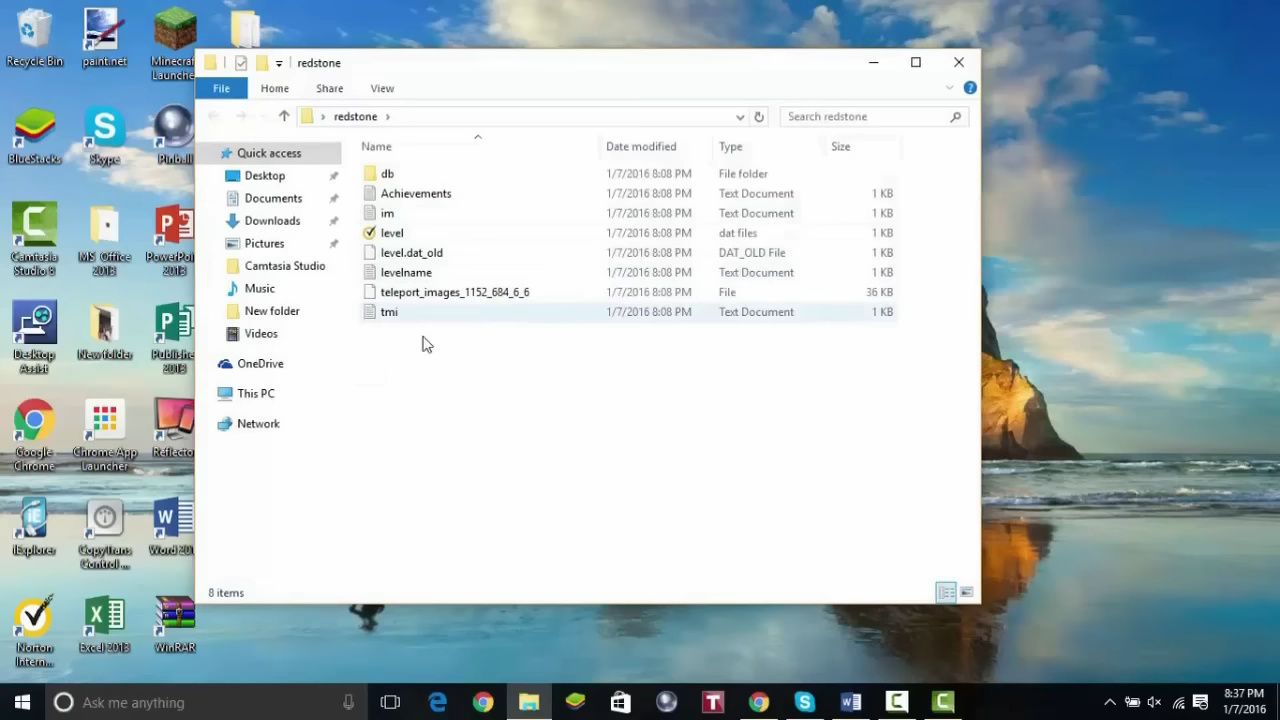 Recycle Bin
paint.net
Minecraft
Launcher
BlueStacks
Skype
Pinball
Camtasia
Studio 8
MS Office
2013
PowerPoint
2013
Desktop
Assist
New folder
Publisher
2013
Google
Chrome
Chrome App
Launcher
Reflector
iExplorer
CopyTrans
Control ...
Word 201
Norton
Intern...
Excel 2013
WinRAR
redstone
File
Home
Share
View
redstone
Search redstone
Quick access
Desktop
Documents
Downloads
Pictures
Camtasia Studio
Music
New folder
Videos
OneDrive
This PC
Network
Name Date modified Type Size
db 1/7/2016 8:08 PM File folder
Achievements 1/7/2016 8:08 PM Text Document 1 KB
im 1/7/2016 8:08 PM Text Document 1 KB
level 1/7/2016 8:08 PM dat files 1 KB
level.dat_old 1/7/2016 8:08 PM DAT_OLD File 1 KB
levelname 1/7/2016 8:08 PM Text Document 1 KB
teleport_images_1152_684_6_6 1/7/2016 8:08 PM File 36 KB
tmi 1/7/2016 8:08 PM Text Document 1 KB
8 items
Ask me anything
8:37 PM
1/7/2016